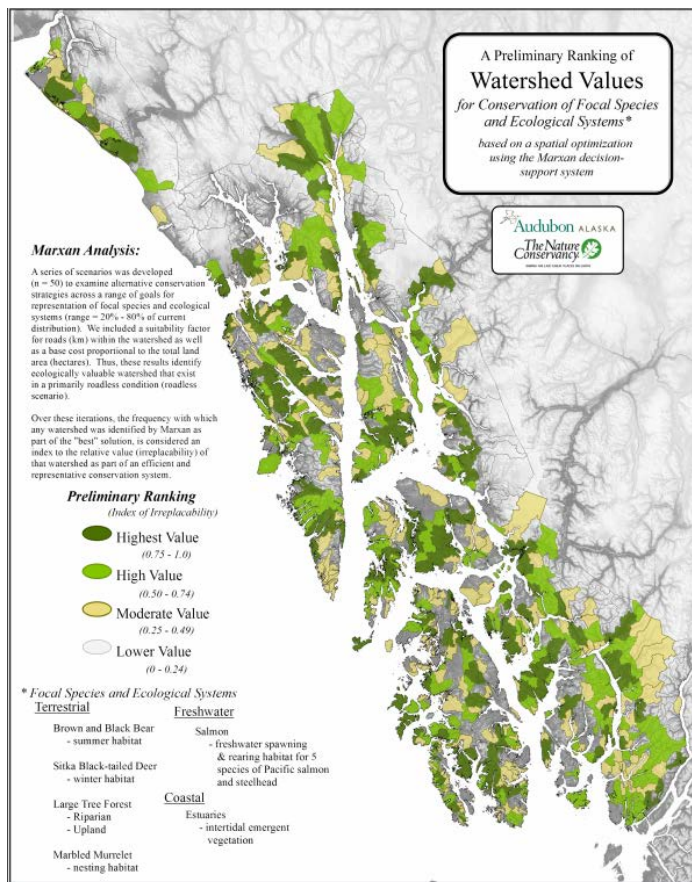 A Preliminary Ranking of
Watershed Values
for Conservation of Focal Species
and Ecological Systems*
based on a spatial optimization
using the Marxan decision-
support system
Audubon ALASKA
The Nature
Conservancy
Marxan Analysis:
A series of scenarios was developed
(n = 50) to examine alternative conservation
strategies across a range of goals for
representation of focal species and ecological
systems (range = 20% - 80% of current
distribution). We included a suitability factor
for roads (km) within the watershed as well
as a base cost proportional to the total land
area (hectares). Thus, these results identify
ecologically valuable watershed that exist
in a primarily roadless condition (roadless
scenario).
Over these iterations, the frequency with which
any watershed was identified by Marxan as
part of the "best" solution, is considered an
index to the relative value (irreplacability) of
that watershed as part of an efficient and
representative conservation system.
Preliminary Ranking
(Index of Irreplacability)
Highest Value
(0.75 - 1.0)
High Value
(0.50 - 0.74)
Moderate Value
(0.25 - 0.49)
Lower Value
(0 - 0.24)
* Focal Species and Ecological Systems
Terrestrial
Brown and Black Bear
- summer habitat
Sitka Black-tailed Deer
- winter habitat
Large Tree Forest
- Riparian
- Upland
Marbled Murrelet
- nesting habitat
Freshwater
Salmon
- freshwater spawning
& rearing habitat for 5
species of Pacific salmon
and steelhead
Coastal
Estuaries
- intertidal emergent
vegetation